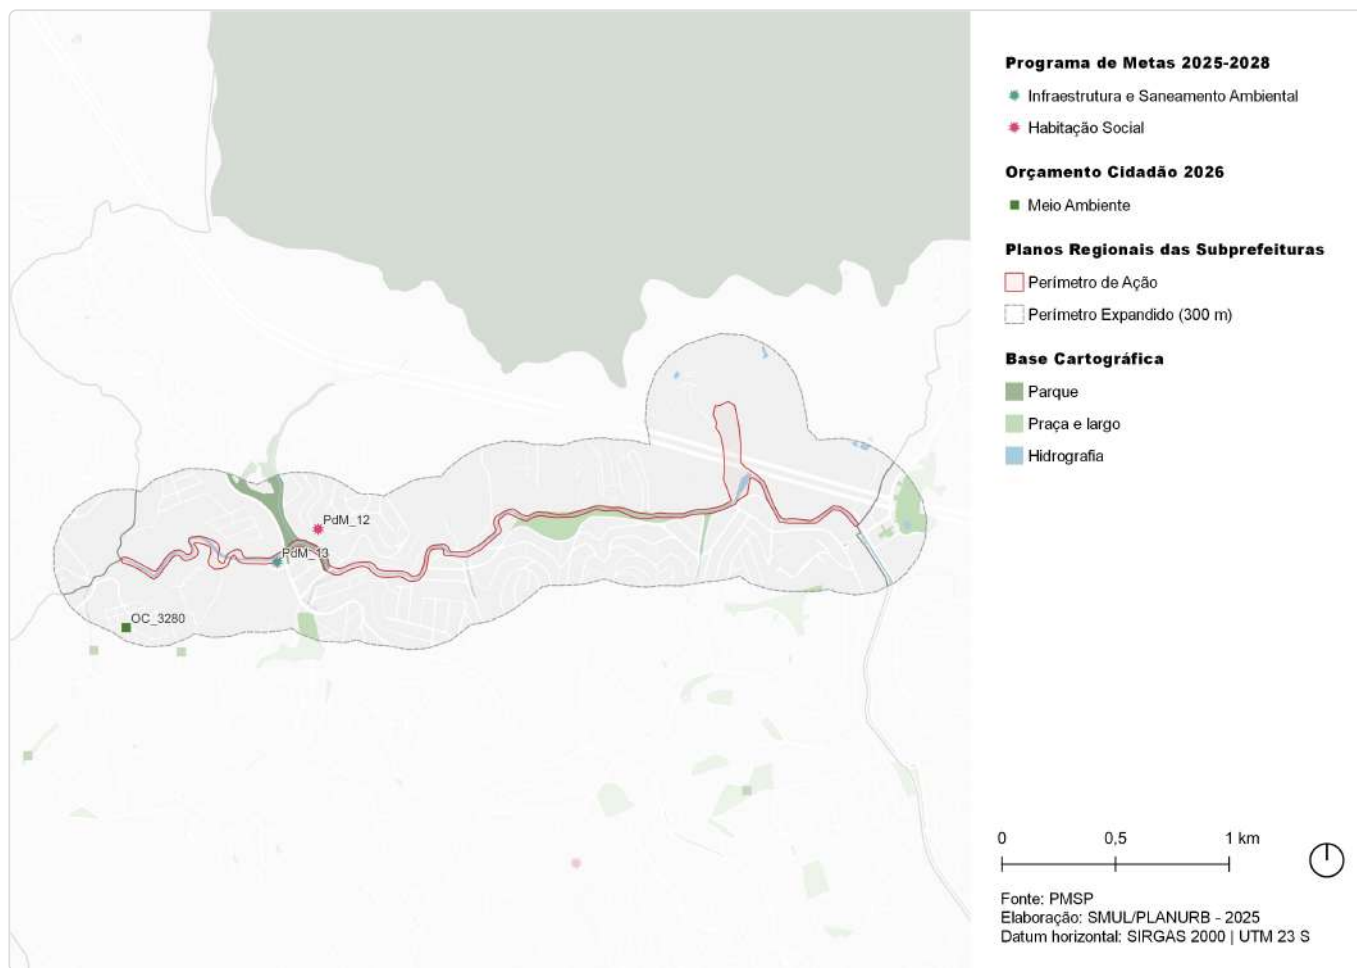 Programa de Metas 2025-2028
Infraestrutura e Saneamento Ambiental
Habitação Social
Orçamento Cidadão 2026
Meio Ambiente
Planos Regionais das Subprefeituras
Perímetro de Ação
Perímetro Expandido (300 m)
Base Cartográfica
Parque
Praça e largo
Hidrografia
PdM_12
PdM_13
OC_3280
0 0,5 1 km
Fonte: PMSP
Elaboração: SMUL/PLANURB - 2025
Datum horizontal: SIRGAS 2000 | UTM 23 S